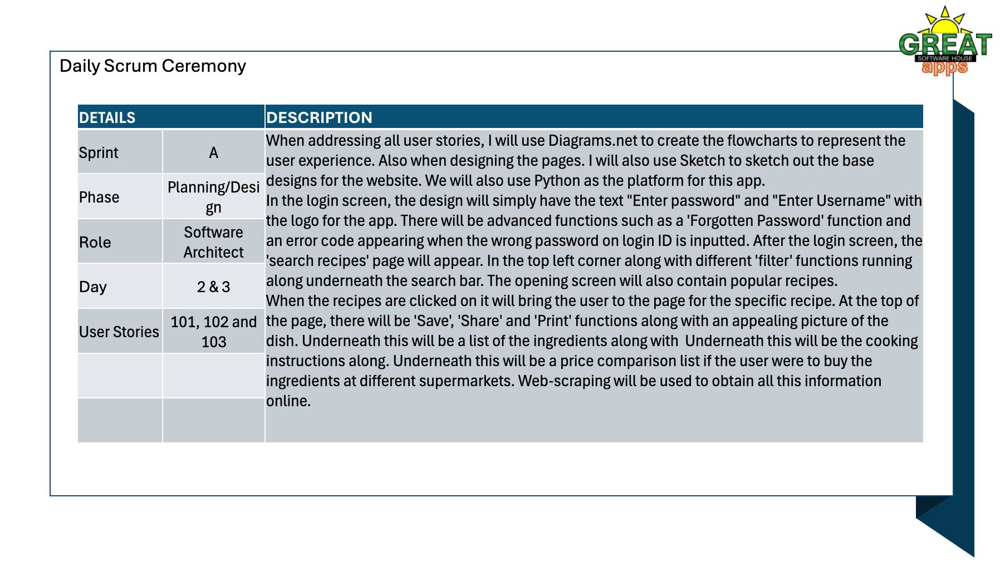 GREAT
SOFTWARE HOUSE
apps
Daily Scrum Ceremony
DETAILS
DESCRIPTION
Sprint
A
Phase
Planning/Desi
gn
Role
Software
Architect
Day
2 & 3
User Stories
101, 102 and
103
When addressing all user stories, I will use Diagrams.net to create the flowcharts to represent the
user experience. Also when designing the pages. I will also use Sketch to sketch out the base
designs for the website. We will also use Python as the platform for this app.
In the login screen, the design will simply have the text "Enter password" and "Enter Username" with
the logo for the app. There will be advanced functions such as a 'Forgotten Password' function and
an error code appearing when the wrong password on login ID is inputted. After the login screen, the
'search recipes' page will appear. In the top left corner along with different 'filter' functions running
along underneath the search bar. The opening screen will also contain popular recipes.
When the recipes are clicked on it will bring the user to the page for the specific recipe. At the top of
the page, there will be 'Save', 'Share' and 'Print' functions along with an appealing picture of the
dish. Underneath this will be a list of the ingredients along with  Underneath this will be the cooking
instructions along. Underneath this will be a price comparison list if the user were to buy the
ingredients at different supermarkets. Web-scraping will be used to obtain all this information
online.